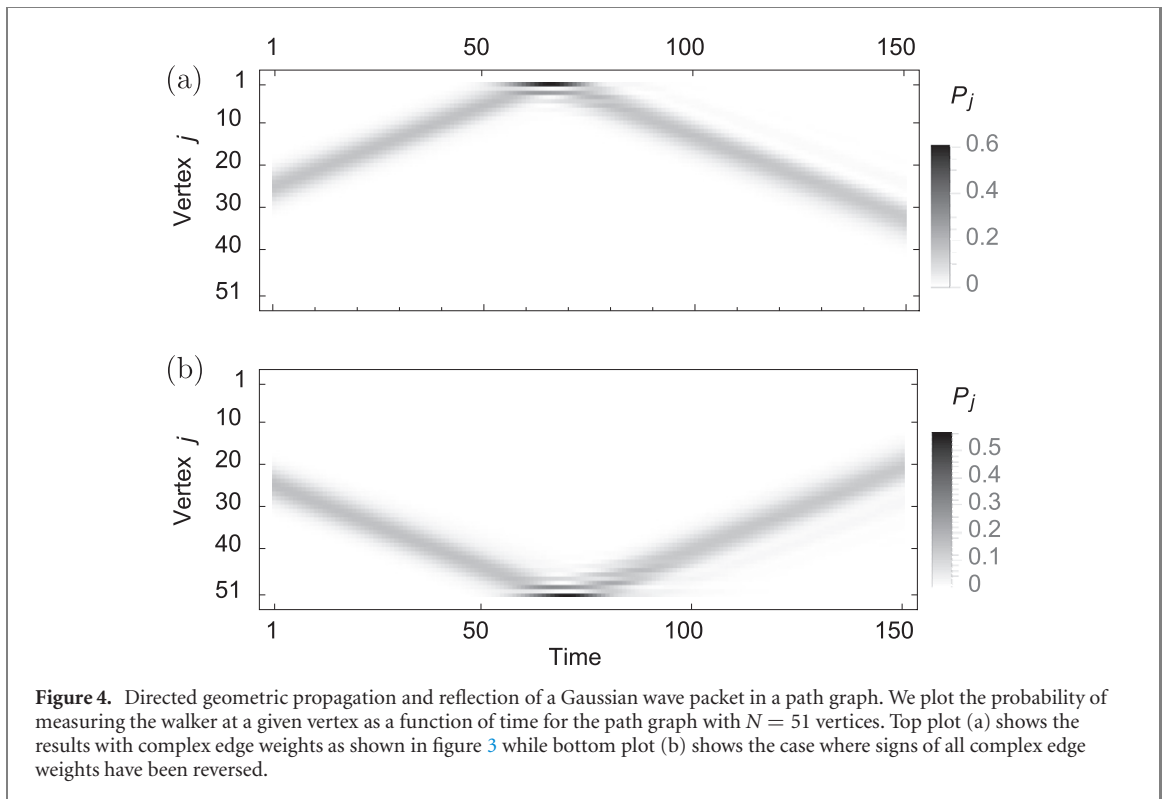 1 50 100 150
(a)
1
10
20
30
40
51
Vertex j
Pj
0.6
0.4
0.2
0
(b)
1
10
20
30
40
51
Vertex j
Pj
0.5
0.4
0.3
0.2
0.1
0
1 50 100 150
Time
Figure 4. Directed geometric propagation and reflection of a Gaussian wave packet in a path graph. We plot the probability of
measuring the walker at a given vertex as a function of time for the path graph with N = 51 vertices. Top plot (a) shows the
results with complex edge weights as shown in figure 3 while bottom plot (b) shows the case where signs of all complex edge
weights have been reversed.